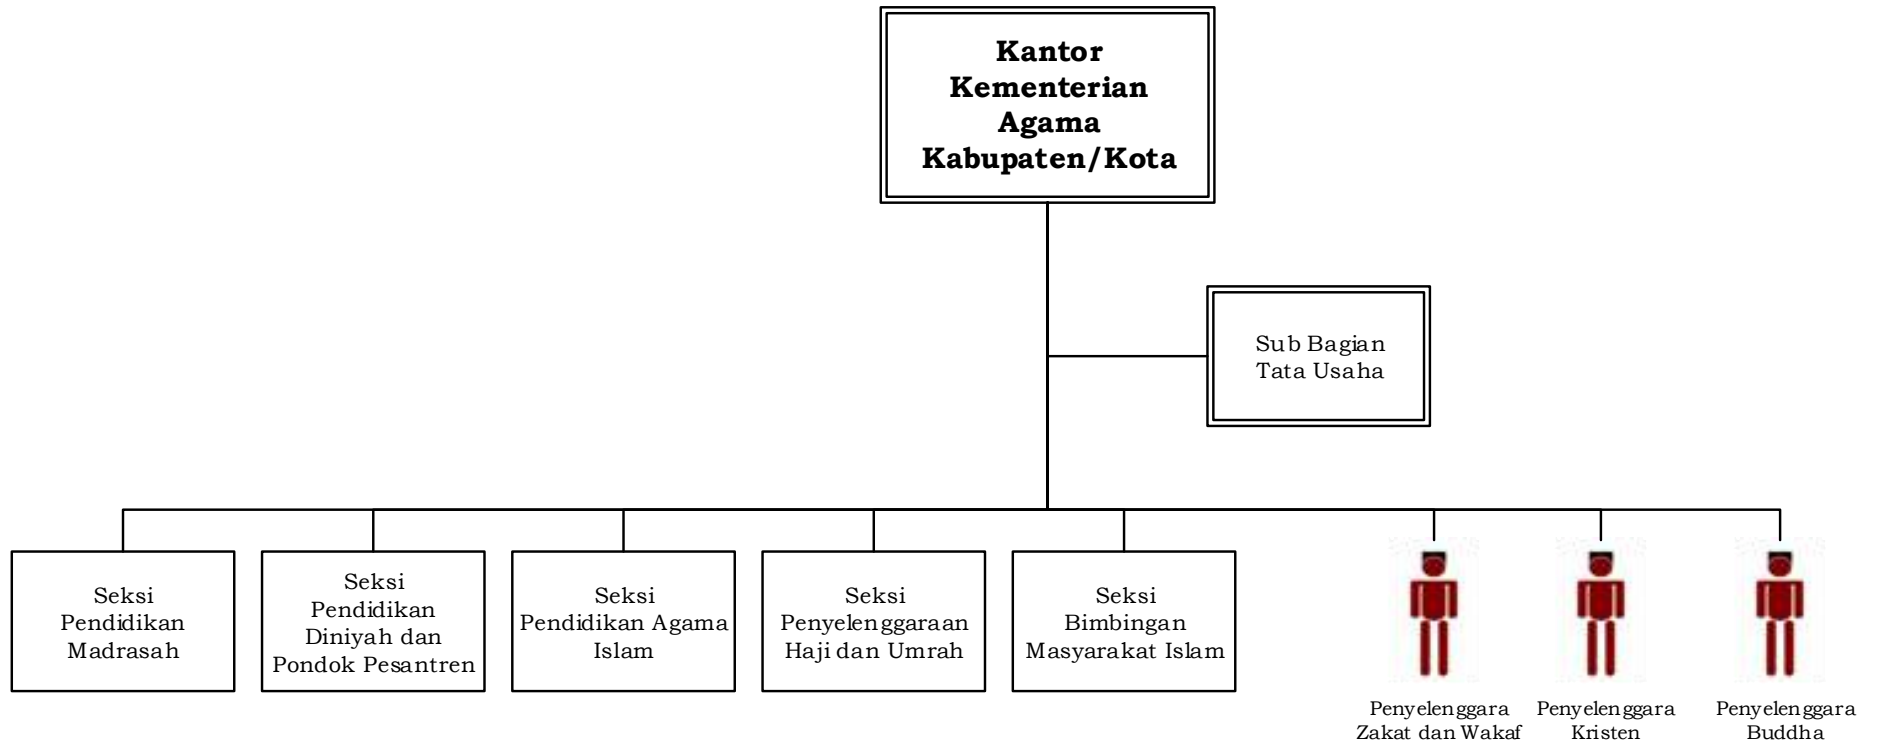 Kantor
Kementerian
Agama
Kabupaten/Kota
Sub Bagian
Tata Usaha
Seksi
Pendidikan
Madrasah
Seksi
Pendidikan
Diniyah dan
Pondok Pesantren
Seksi
Pendidikan Agama
Islam
Seksi
Penyelenggaraan
Haji dan Umrah
Seksi
Bimbingan
Masyarakat Islam
Penyelenggara
Zakat dan Wakaf
Penyelenggara
Kristen
Penyelenggara
Buddha